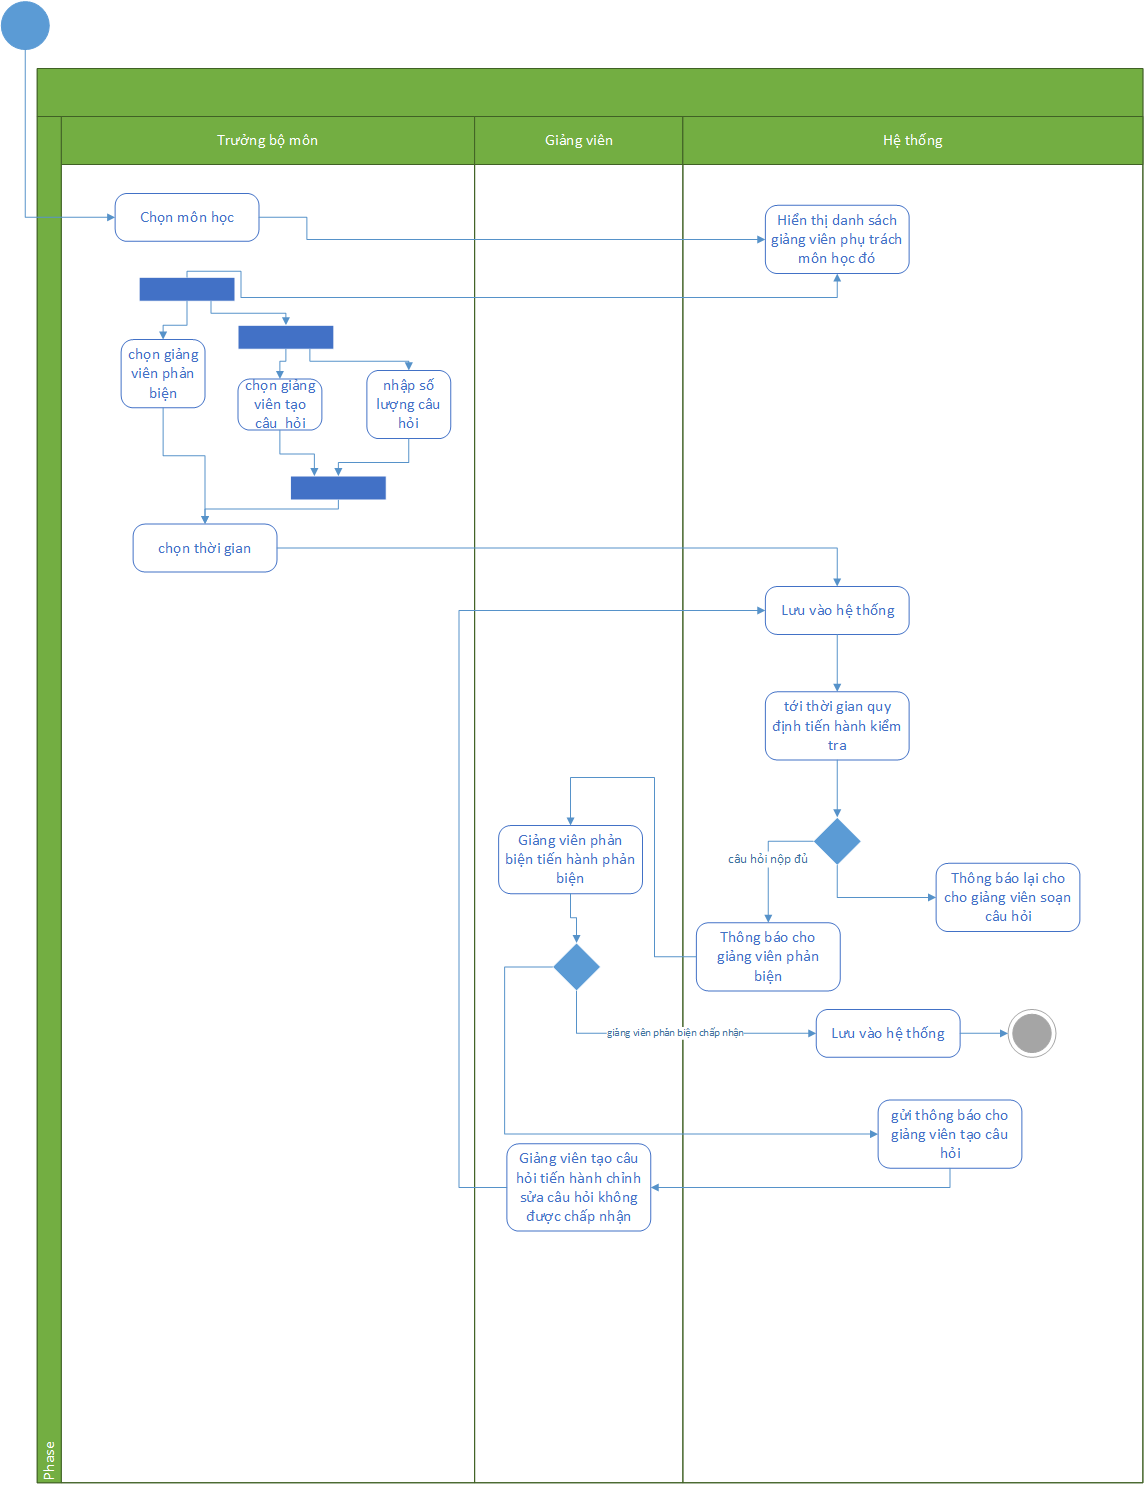 Trưởng bộ môn
Giảng viên
Hệ thống
Chọn môn học
Hiển thị danh sách
giảng viên phụ trách
môn học đó
chọn giảng
viên phản
biện
chọn giảng
viên tạo
câu hỏi
nhập số
lượng câu
hỏi
chọn thời gian
Lưu vào hệ thống
tới thời gian quy
định tiến hành kiểm
tra
Giảng viên phản
biện tiến hành phản
biện
câu hỏi nộp đủ
Thông báo lại cho
cho giảng viên soạn
câu hỏi
Thông báo cho
giảng viên phản
biện
giảng viên phản biện chấp nhận
Lưu vào hệ thống
gửi thông báo cho
giảng viên tạo câu
hỏi
Giảng viên tạo câu
hỏi tiến hành chỉnh
sửa câu hỏi không
được chấp nhận
Phase